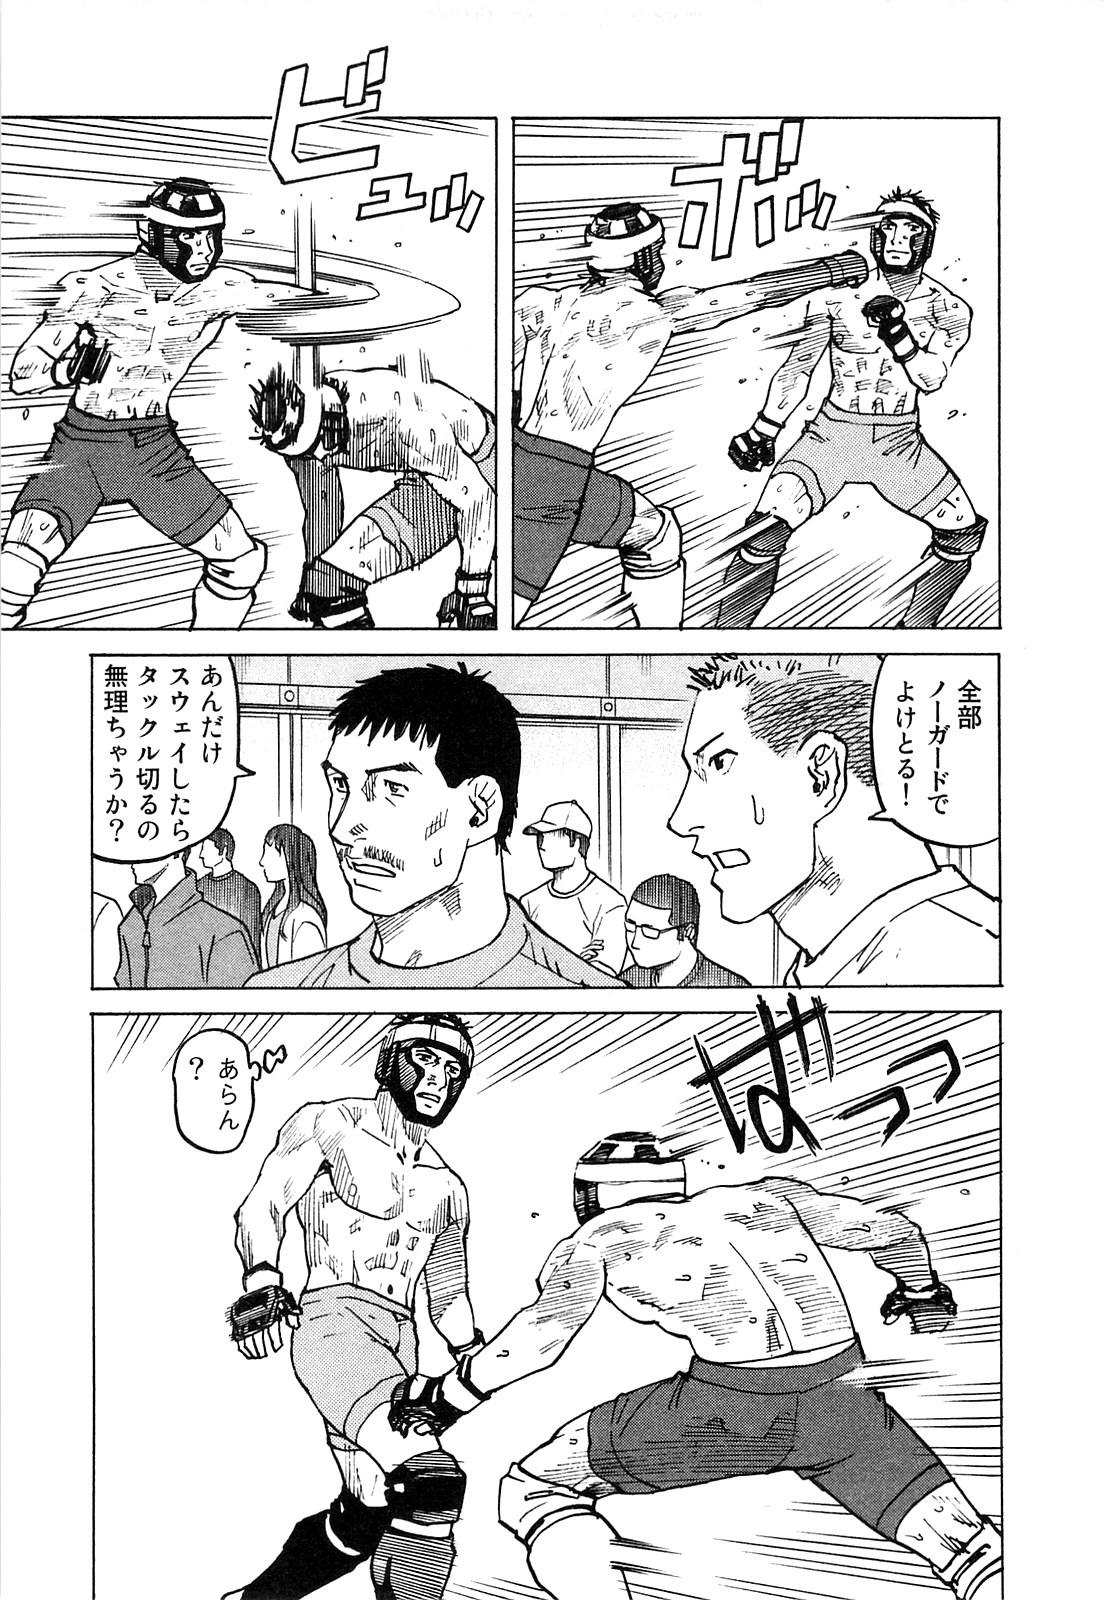 ボッ
ビュッ
全部
ノーガードで
よけとる！
あんだけ
スウェイしたら
タックル切るの
無理ちゃうか？
ばっっ
あらん
？